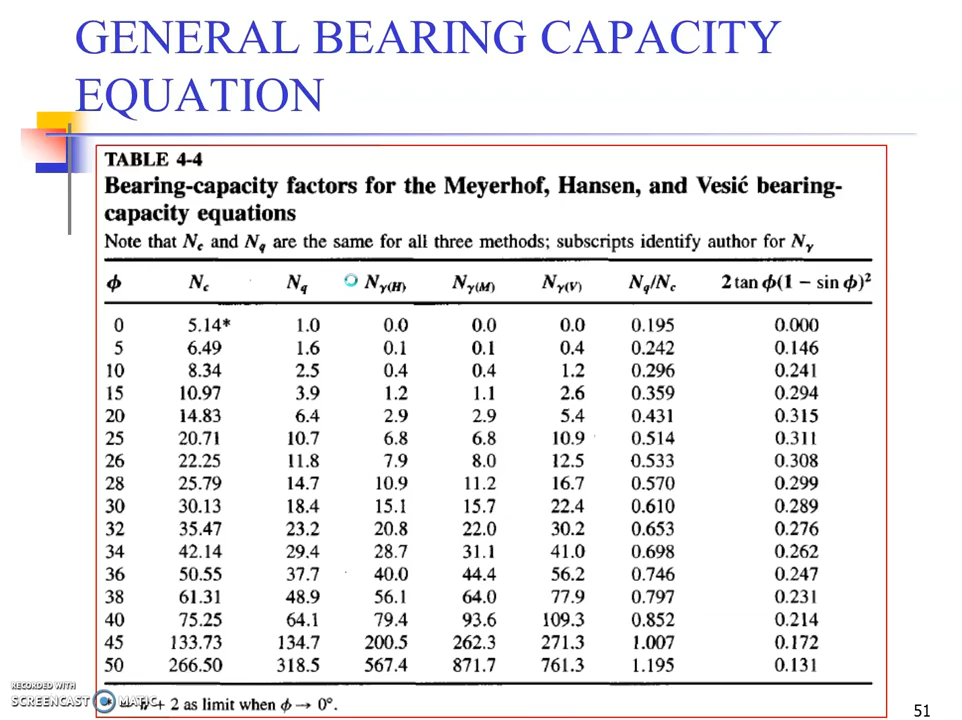 GENERAL BEARING CAPACITY
EQUATION
TABLE 4-4
Bearing-capacity factors for the Meyerhof, Hansen, and Vesić bearing-
capacity equations
Note that N_c and N_q are the same for all three methods; subscripts identify author for N_γ
ϕ N_c N_q N_γ(H) N_γ(M) N_γ(V) N_q/N_c 2 tan ϕ(1 − sin ϕ)²
0 5.14* 1.0 0.0 0.0 0.0 0.195 0.000
5 6.49 1.6 0.1 0.1 0.4 0.242 0.146
10 8.34 2.5 0.4 0.4 1.2 0.296 0.241
15 10.97 3.9 1.2 1.1 2.6 0.359 0.294
20 14.83 6.4 2.9 2.9 5.4 0.431 0.315
25 20.71 10.7 6.8 6.8 10.9 0.514 0.311
26 22.25 11.8 7.9 8.0 12.5 0.533 0.308
28 25.79 14.7 10.9 11.2 16.7 0.570 0.299
30 30.13 18.4 15.1 15.7 22.4 0.610 0.289
32 35.47 23.2 20.8 22.0 30.2 0.653 0.276
34 42.14 29.4 28.7 31.1 41.0 0.698 0.262
36 50.55 37.7 40.0 44.4 56.2 0.746 0.247
38 61.31 48.9 56.1 64.0 77.9 0.797 0.231
40 75.25 64.1 79.4 93.6 109.3 0.852 0.214
45 133.73 134.7 200.5 262.3 271.3 1.007 0.172
50 266.50 318.5 567.4 871.7 761.3 1.195 0.131
+ 2 as limit when ϕ → 0°.
RECORDED WITH
SCREENCAST MATIC
51